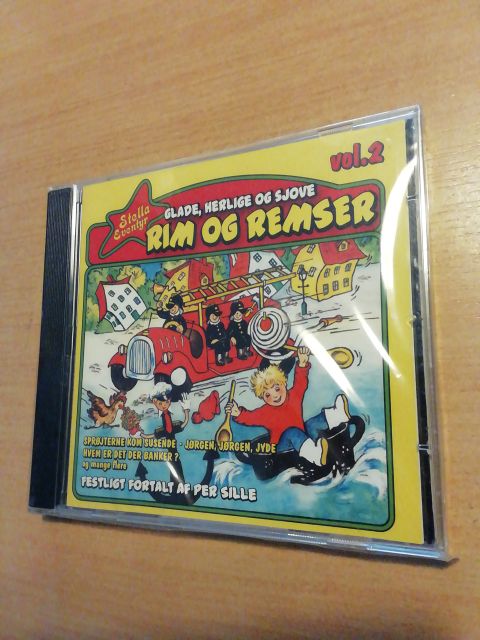 vol.2
Stella
Eventyr
GLADE, HERLIGE OG SJOVE
RIM OG REMSER
SPRØJTERNE KOM SUSENDE - JØRGEN, JØRGEN, JYDE
HVEM ER DET DER BANKER ?
og mange flere
FESTLIGT FORTALT AF PER SILLE